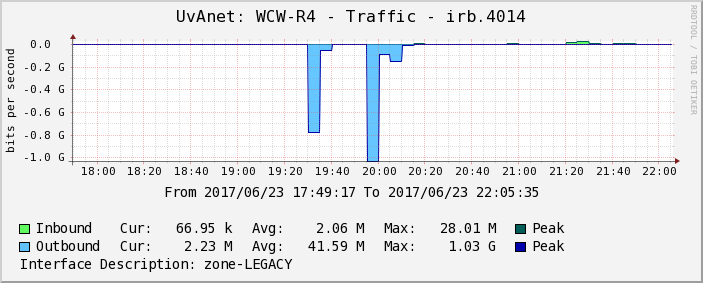 UvAnet: WCW-R4 - Traffic - irb.4014
RRDTOOL / TOBI OETIKER
bits per second
0.0
-0.2 G
-0.4 G
-0.6 G
-0.8 G
-1.0 G
18:00 18:20 18:40 19:00 19:20 19:40 20:00 20:20 20:40 21:00 21:20 21:40 22:00
From 2017/06/23 17:49:17 To 2017/06/23 22:05:35
Inbound Cur: 66.95 k Avg: 2.06 M Max: 28.01 M Peak
Outbound Cur: 2.23 M Avg: 41.59 M Max: 1.03 G Peak
Interface Description: zone-LEGACY